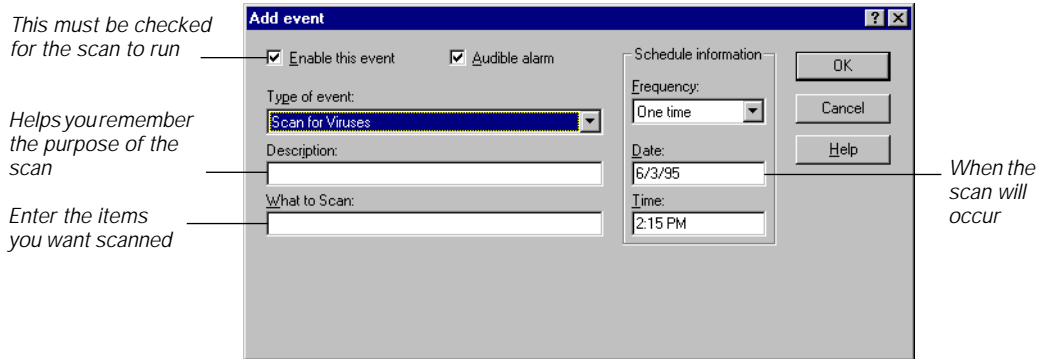 This must be checked
for the scan to run
Helps you remember
the purpose of the
scan
Enter the items
you want scanned
Add event
Enable this event
Audible alarm
Type of event:
Scan for Viruses
Description:
What to Scan:
Schedule information
Frequency:
One time
Date:
6/3/95
Time:
2:15 PM
OK
Cancel
Help
When the
scan will
occur